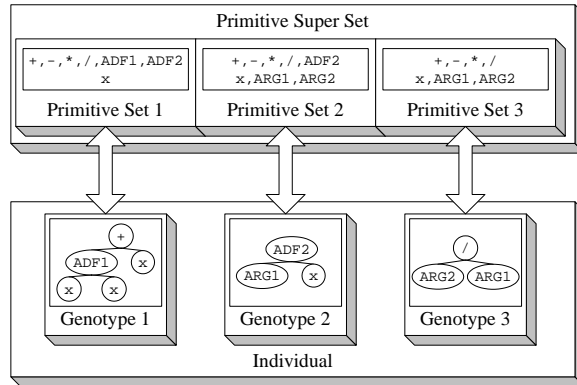 Primitive Super Set
+,-,*,/,ADF1,ADF2
x
Primitive Set 1
+,-,*,/,ADF2
x,ARG1,ARG2
Primitive Set 2
+,-,*,/
x,ARG1,ARG2
Primitive Set 3
+
ADF1
x
x
x
Genotype 1
ADF2
ARG1
x
Genotype 2
/
ARG2
ARG1
Genotype 3
Individual